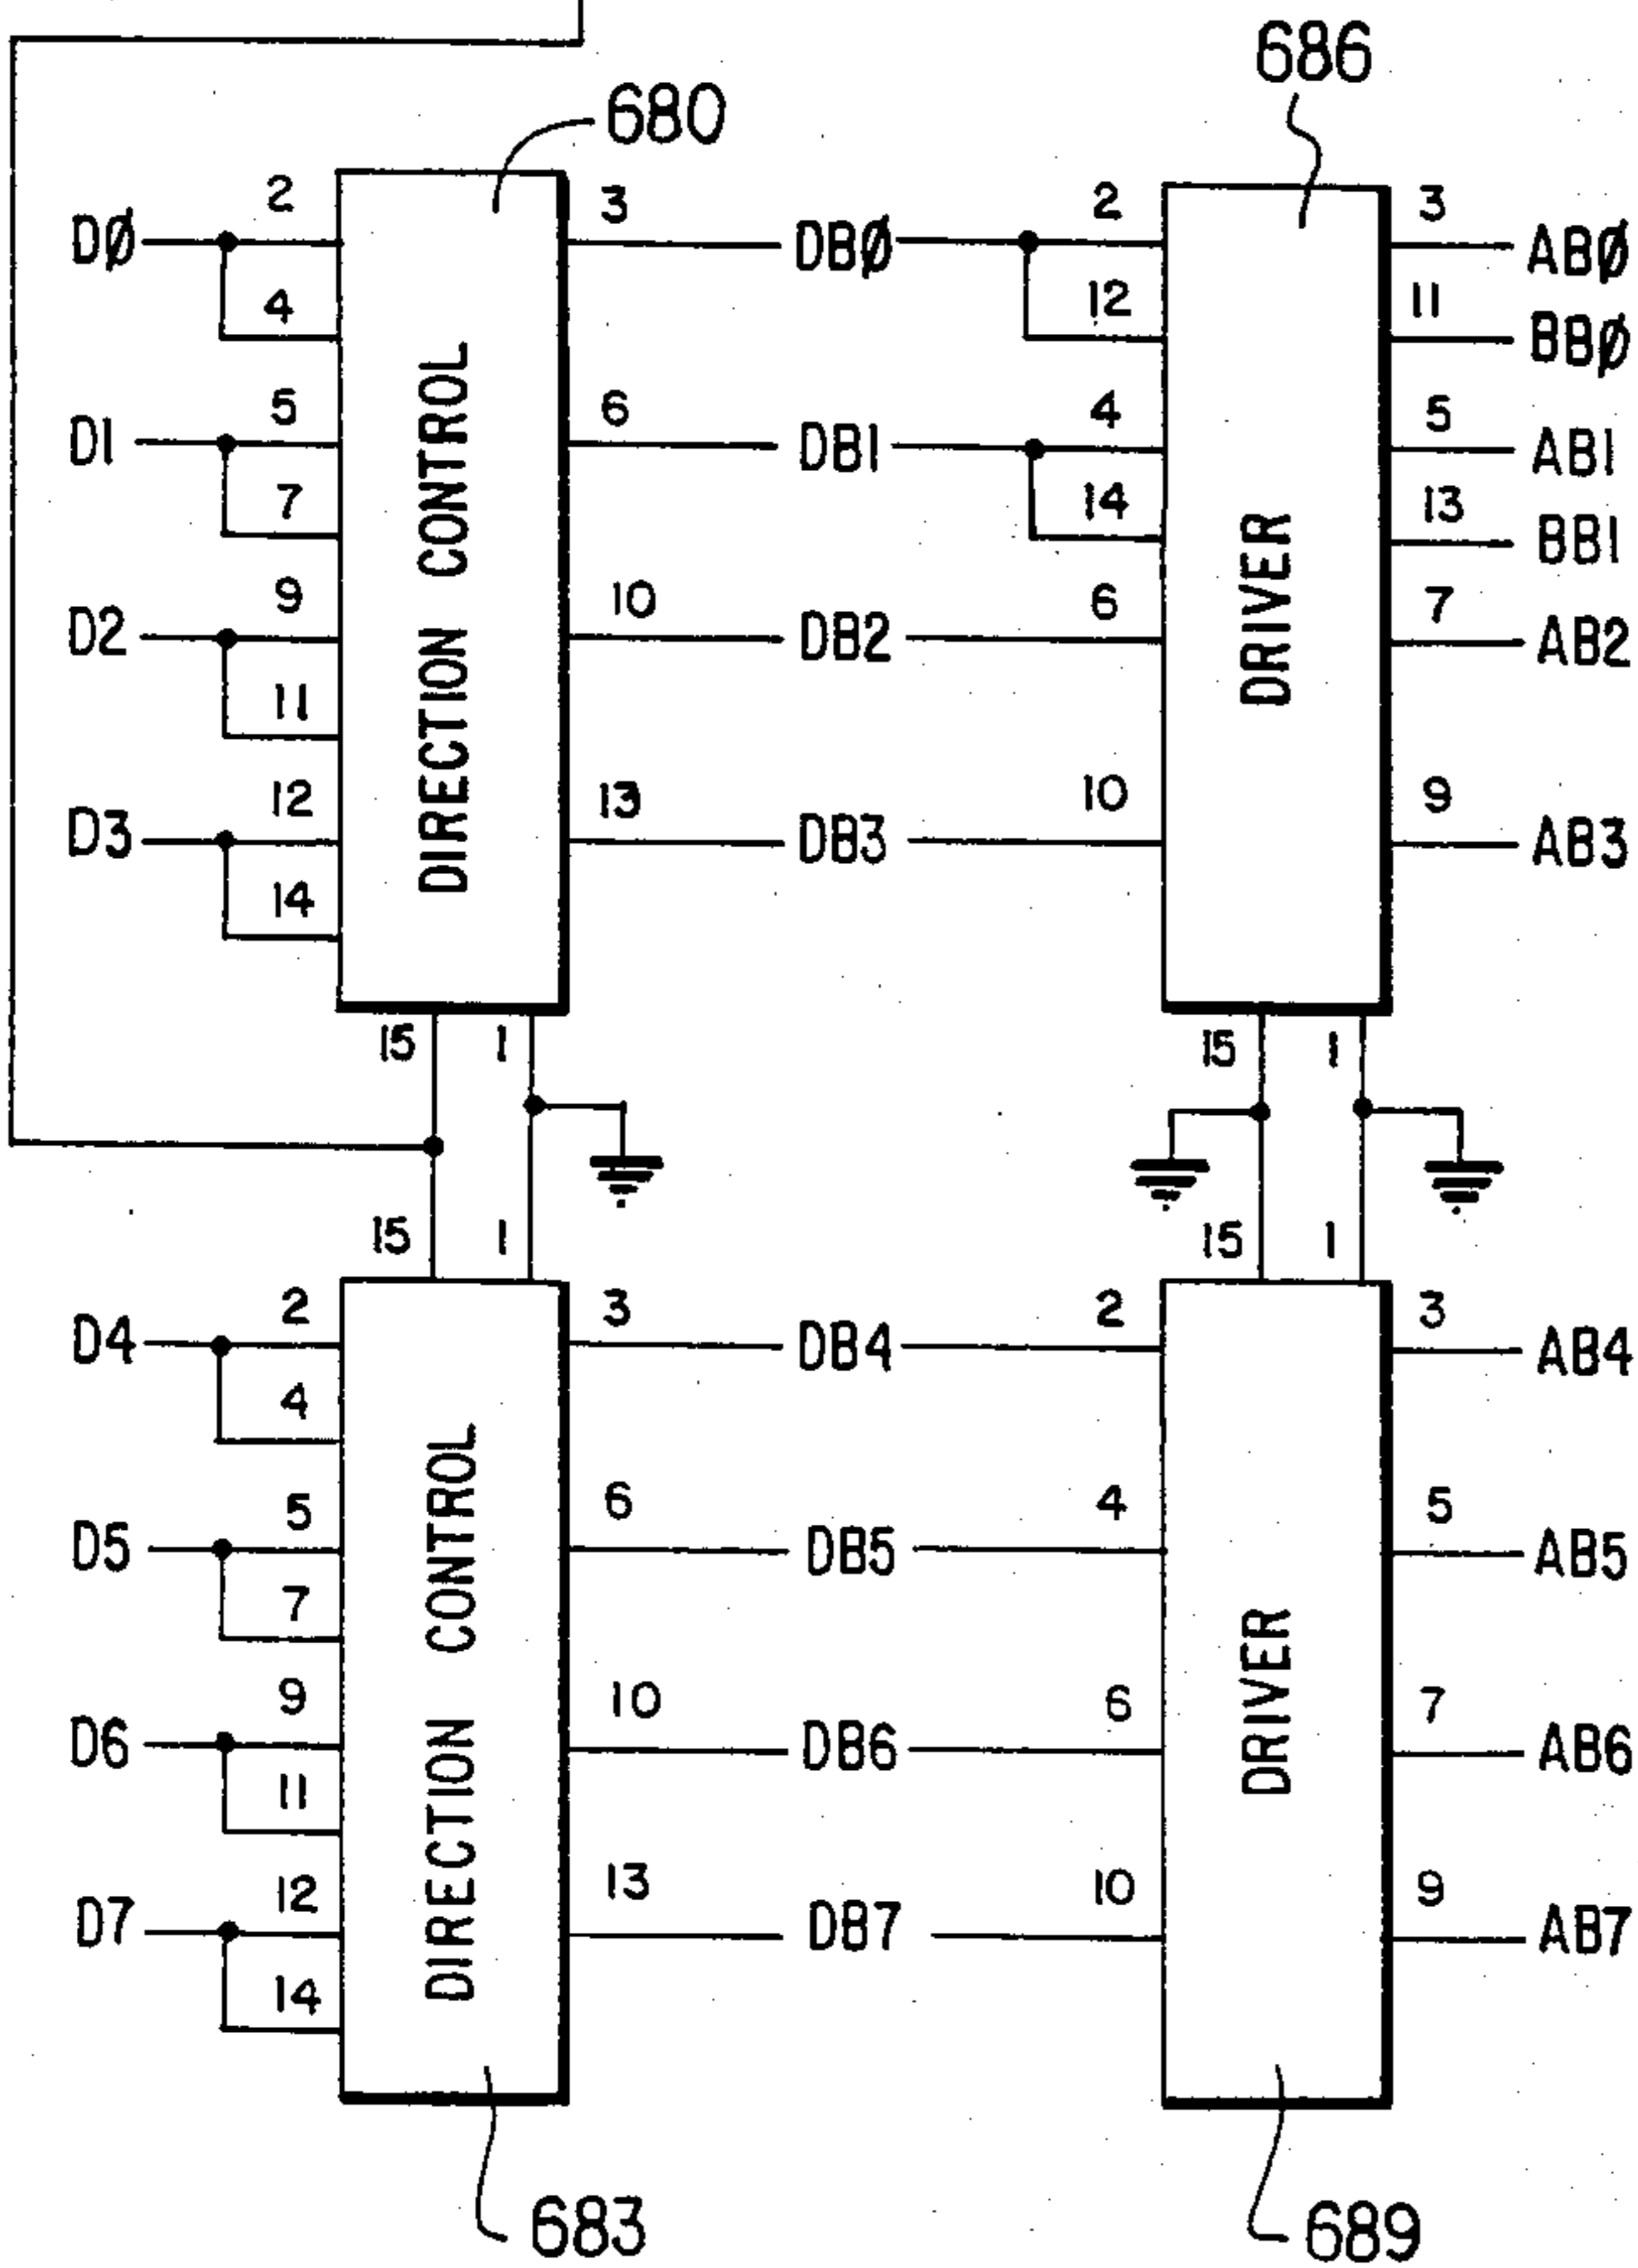 686
680
2 3 2 3
DØ DBØ ABØ
4 12 11
BBØ
5 6 4 5
D1 DB1 AB1
7 14 13
BB1
9 10 6 7
D2 DB2 AB2
11
12 13 10 9
D3 DB3 AB3
14
DIRECTION CONTROL
DRIVER
15 1 15 1
15 1 15 1
2 3 2 3
D4 DB4 AB4
4
5 6 4 5
D5 DB5 AB5
7
9 10 6 7
D6 DB6 AB6
11
12 13 10 9
D7 DB7 AB7
14
DIRECTION CONTROL
DRIVER
683
689